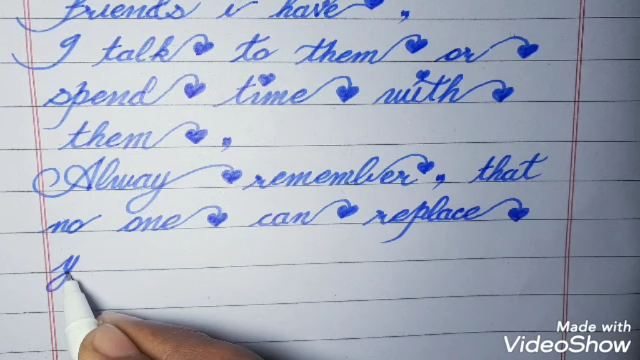 friends i have,
I talk to them or
spend time with
them,
Alway remember, that
no one can replace
y
Made with
VideoShow